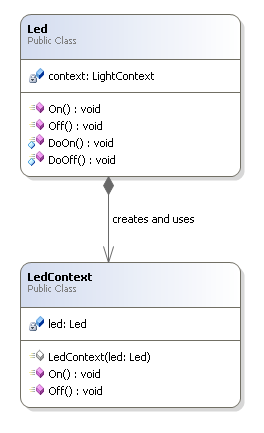 Led
Public Class
context: LightContext
On() : void
Off() : void
DoOn() : void
DoOff() : void
creates and uses
LedContext
Public Class
led: Led
LedContext(led: Led)
On() : void
Off() : void